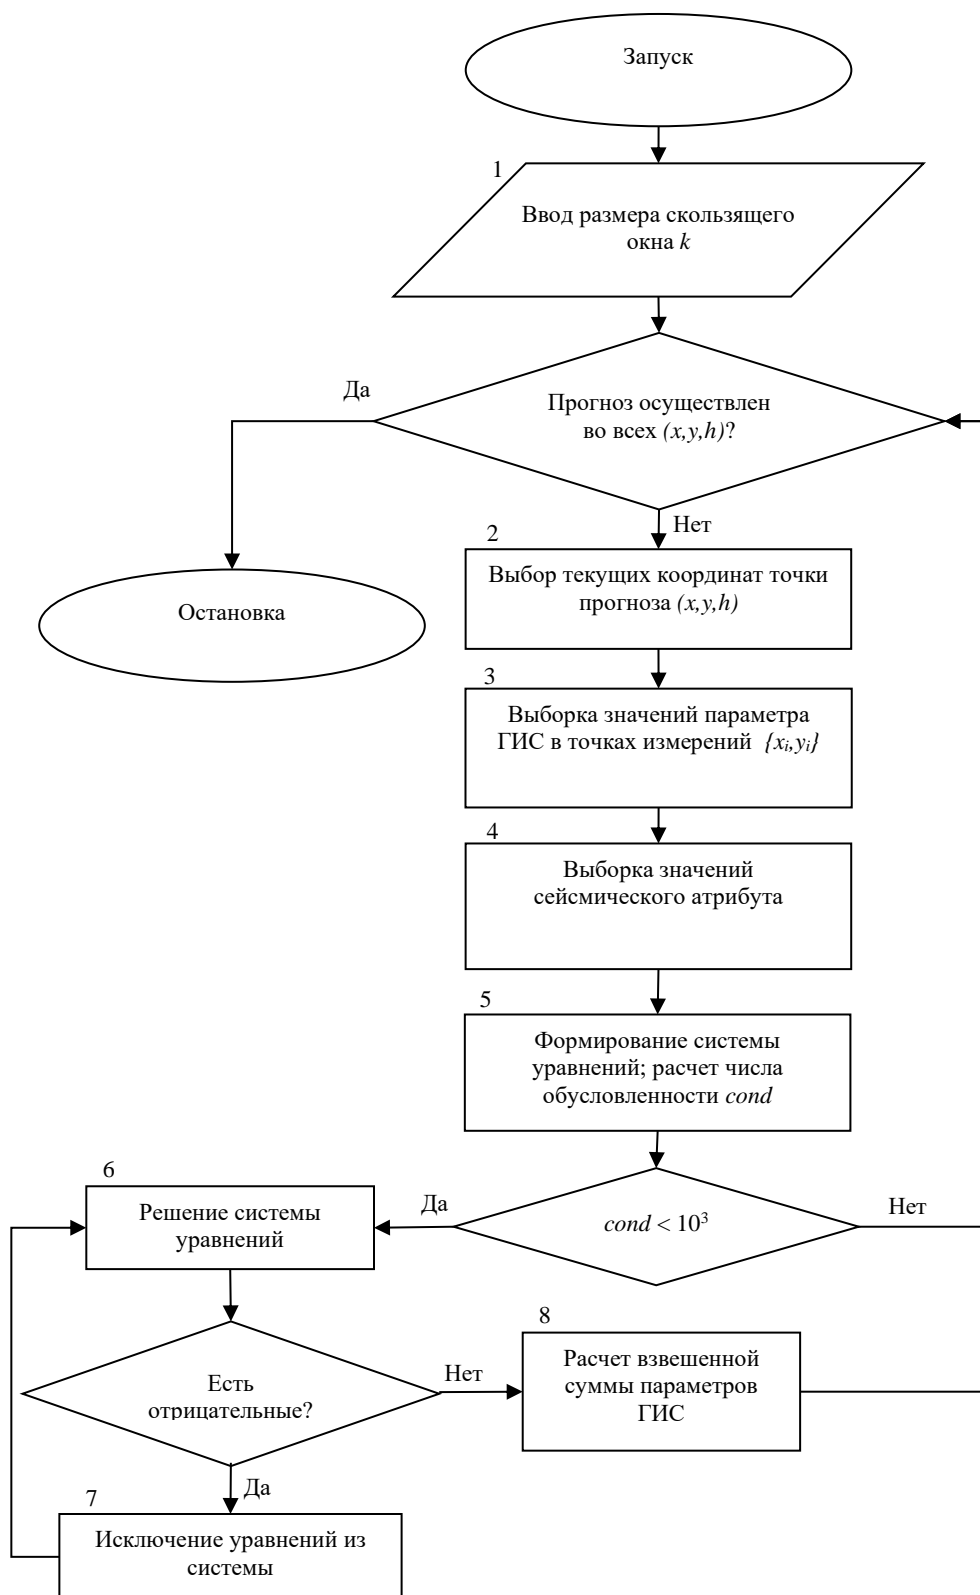 Запуск
1
Ввод размера скользящего
окна k
Да
Прогноз осуществлен
во всех (x,y,h)?
Нет
2
Выбор текущих координат точки
прогноза (x,y,h)
Остановка
3
Выборка значений параметра
ГИС в точках измерений {xᵢ,yᵢ}
4
Выборка значений
сейсмического атрибута
5
Формирование системы
уравнений; расчет числа
обусловленности cond
6
Решение системы
уравнений
Да
cond < 10³
Нет
8
Расчет взвешенной
суммы параметров
ГИС
Есть
отрицательные?
Нет
Да
7
Исключение уравнений из
системы